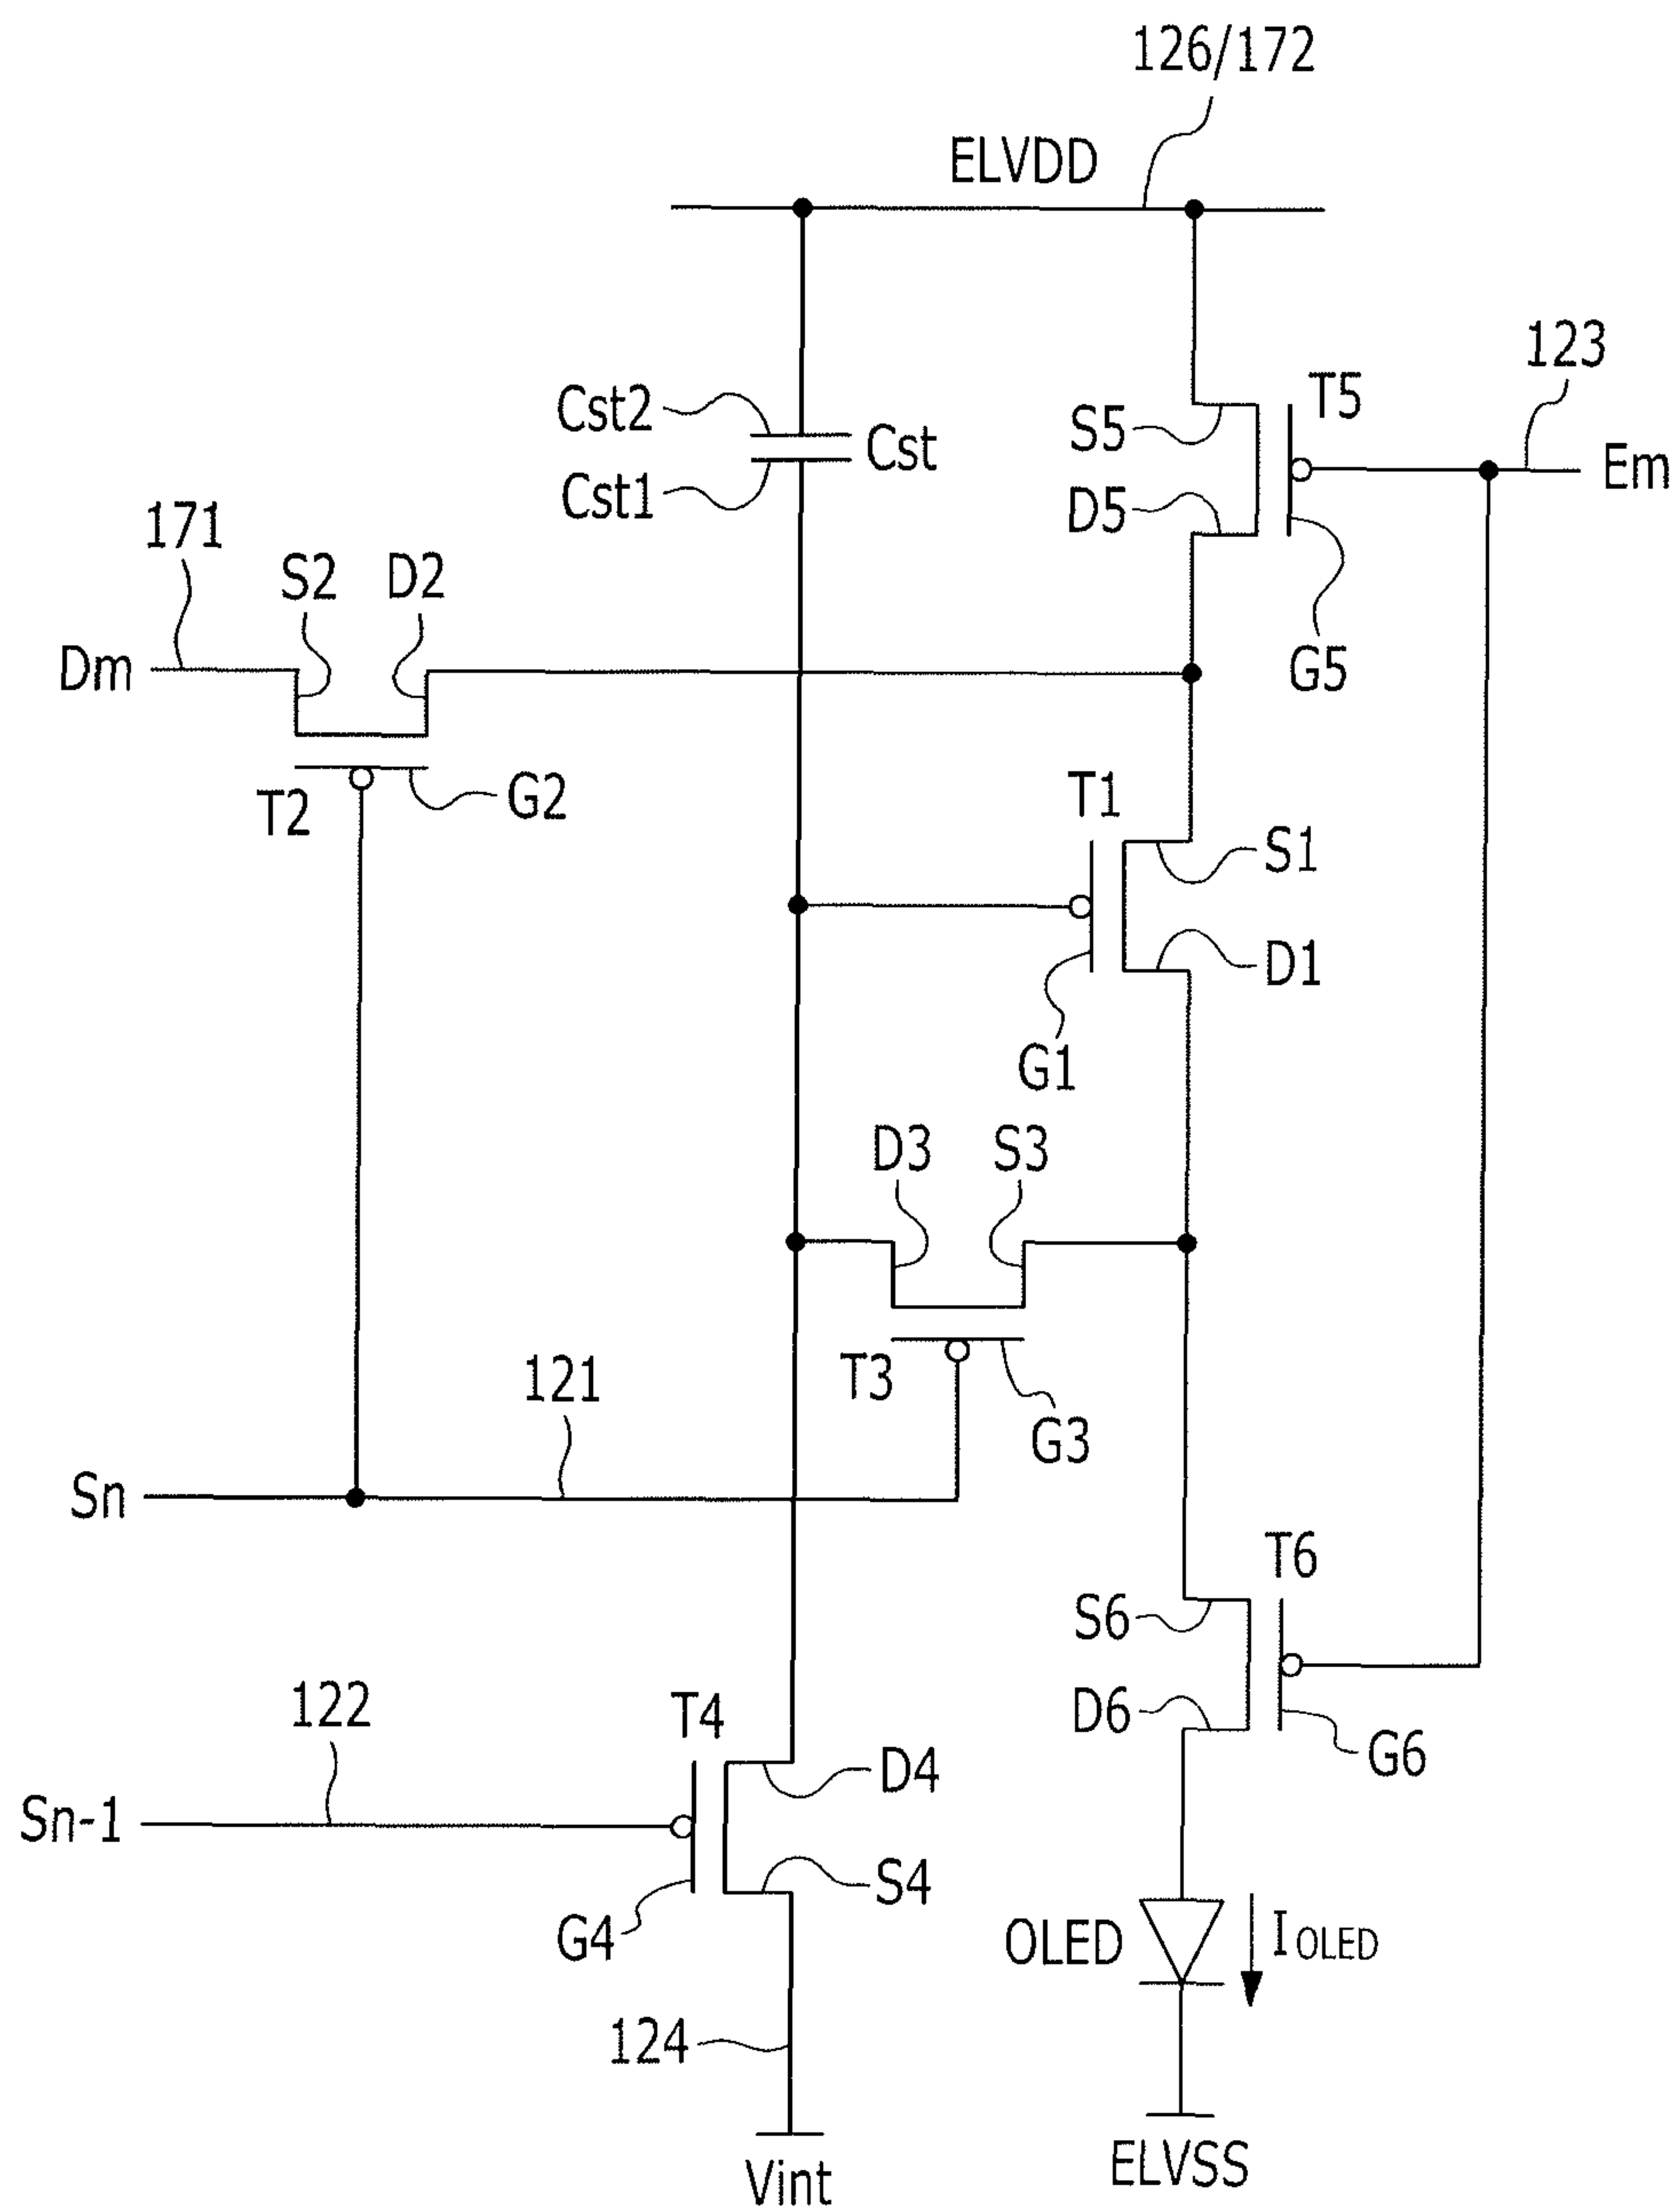 126/172
ELVDD
123
Cst2
S5
T5
Cst
Em
Cst1
D5
171
S2
D2
Dm
G5
T2
G2
T1
S1
D1
G1
D3
S3
121
T3
G3
Sn
T6
S6
122
T4
D6
G6
D4
Sn-1
S4
G4
OLED
IOLED
124
ELVSS
Vint